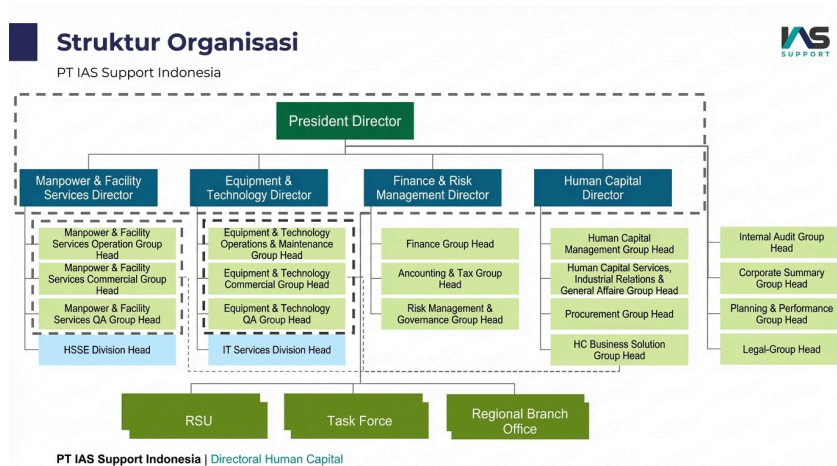 Struktur Organisasi
PT IAS Support Indonesia
IAS
SUPPORT
President Director
Manpower & Facility
Services Director
Equipment &
Technology Director
Finance & Risk
Management Director
Human Capital
Director
Manpower & Facility
Services Operation Group
Head
Manpower & Facility
Services Commercial Group
Head
Manpower & Facility
Services QA Group Head
HSSE Division Head
Equipment & Technology
Operations & Maintenance
Group Head
Equipment & Technology
Commercial Group Head
Equipment & Technology
QA Group Head
IT Services Division Head
Finance Group Head
Accounting & Tax Group
Head
Risk Management &
Governance Group Head
Human Capital
Management Group Head
Human Capital Services,
Industrial Relations &
General Affaire Group Head
Procurement Group Head
HC Business Solution
Group Head
Internal Audit Group
Head
Corporate Summary
Group Head
Planning & Performance
Group Head
Legal-Group Head
RSU
Task Force
Regional Branch
Office
PT IAS Support Indonesia | Directoral Human Capital